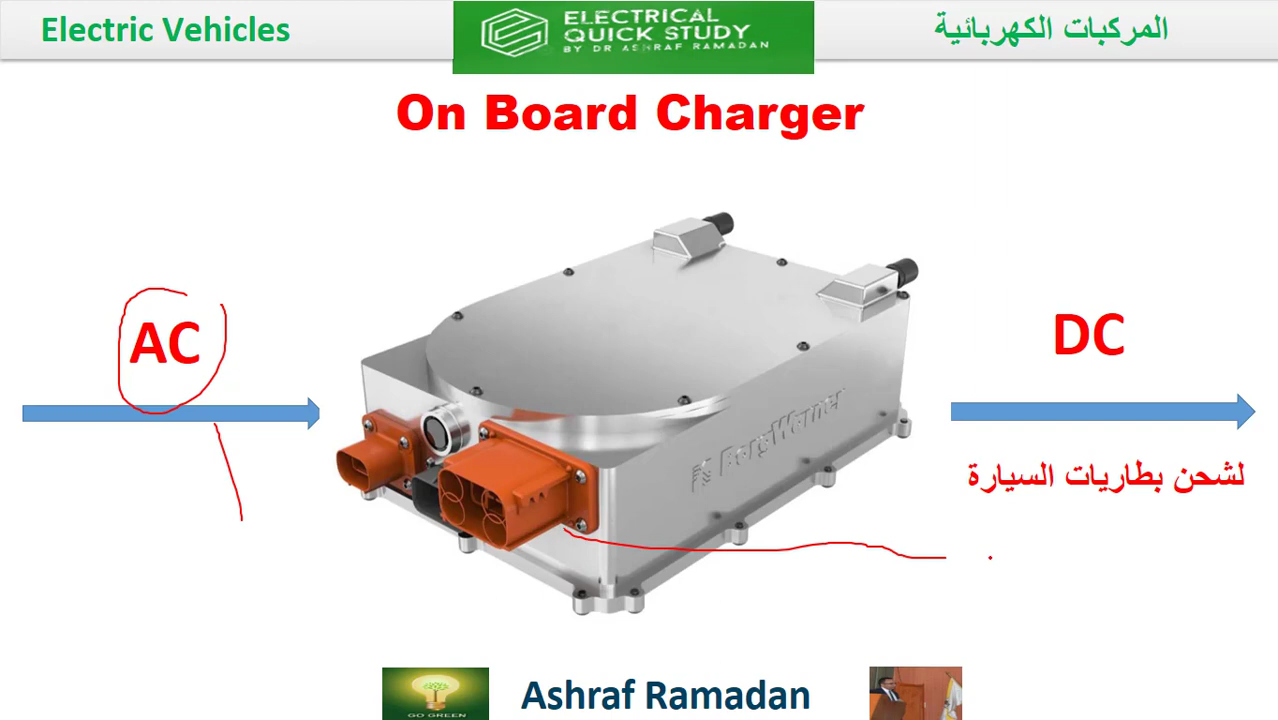 Electric Vehicles
ELECTRICAL
QUICK STUDY
BY DR ASHRAF RAMADAN
المركبات الكهربائية
On Board Charger
AC
DC
BorgWarner
لشحن بطاريات السيارة
GO GREEN
Ashraf Ramadan